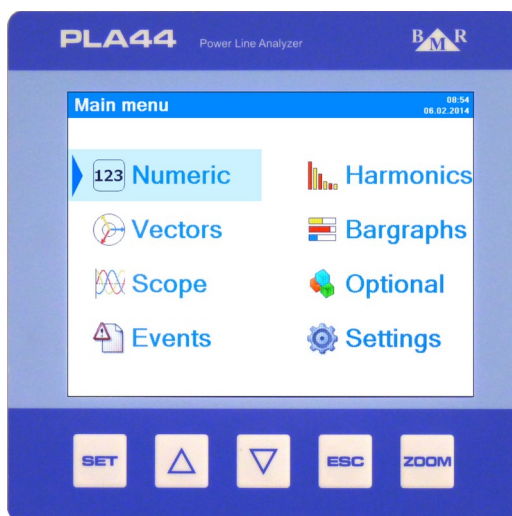 PLA44 Power Line Analyzer BMR
Main menu
08:54
06.02.2014
123 Numeric
Harmonics
Vectors
Bargraphs
Scope
Optional
Events
Settings
SET
ESC
ZOOM